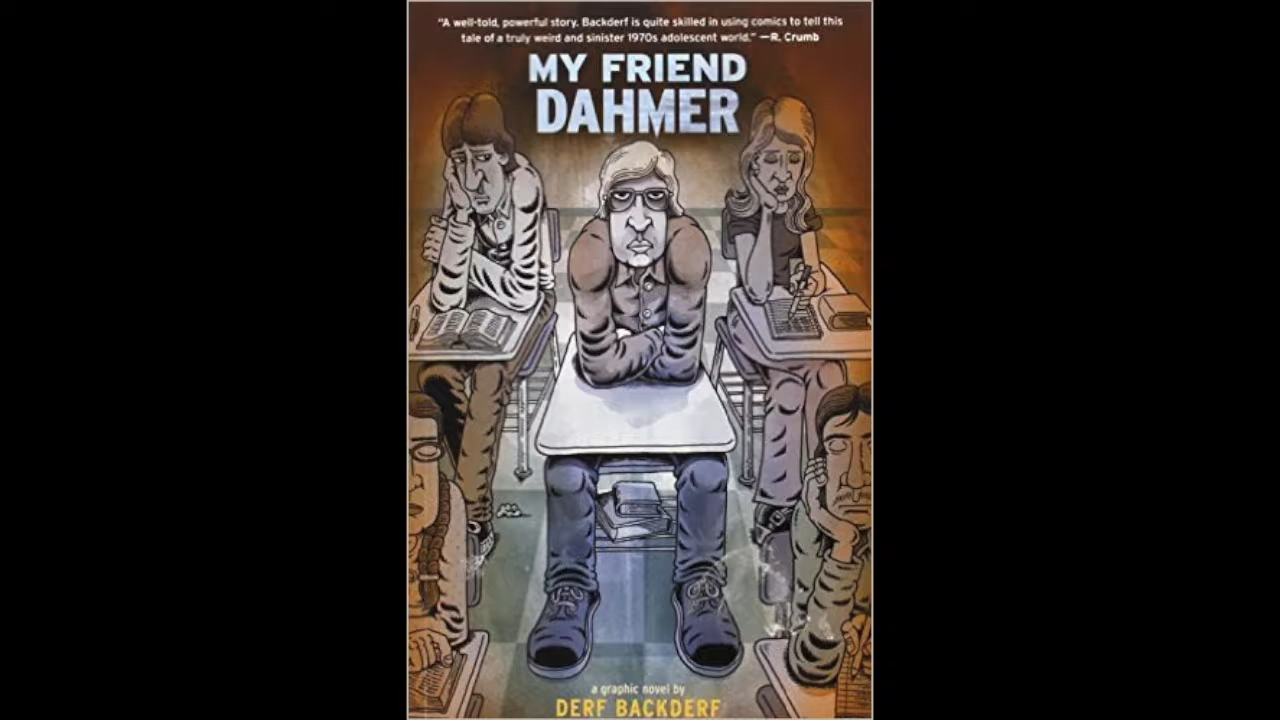 "A well-told, powerful story. Backderf is quite skilled in using comics to tell this
tale of a truly weird and sinister 1970s adolescent world." —R. Crumb
MY FRIEND
DAHMER
a graphic novel by
DERF BACKDERF